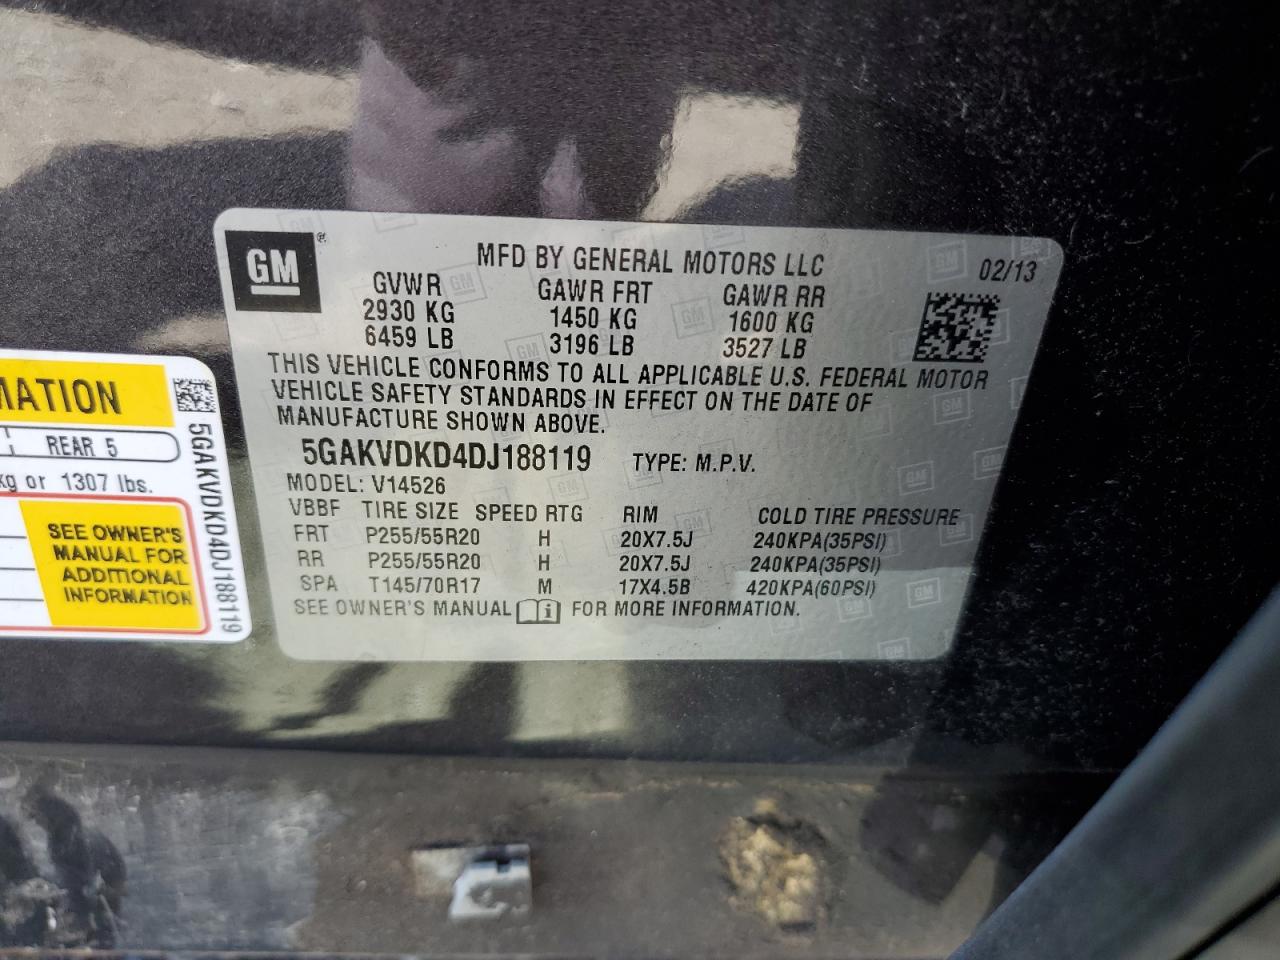 GM®
MFD BY GENERAL MOTORS LLC
02/13
GVWR GAWR FRT GAWR RR
2930 KG 1450 KG 1600 KG
6459 LB 3196 LB 3527 LB
THIS VEHICLE CONFORMS TO ALL APPLICABLE U.S. FEDERAL MOTOR
VEHICLE SAFETY STANDARDS IN EFFECT ON THE DATE OF
MANUFACTURE SHOWN ABOVE.
5GAKVDKD4DJ188119 TYPE: M.P.V.
MODEL: V14526
VBBF TIRE SIZE SPEED RTG RIM COLD TIRE PRESSURE
FRT P255/55R20 H 20X7.5J 240KPA(35PSI)
RR P255/55R20 H 20X7.5J 240KPA(35PSI)
SPA T145/70R17 M 17X4.5B 420KPA(60PSI)
SEE OWNER'S MANUAL i FOR MORE INFORMATION.
MATION
REAR 5
kg or 1307 lbs.
SEE OWNER'S
MANUAL FOR
ADDITIONAL
INFORMATION
5GAKVDKD4DJ188119